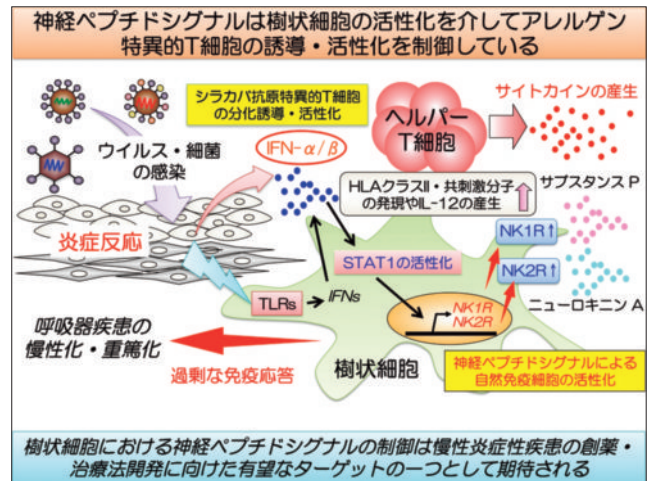 神経ペプチドシグナルは樹状細胞の活性化を介してアレルゲン
特異的T細胞の誘導・活性化を制御している
シラカバ抗原特異的T細胞
の分化誘導・活性化
ヘルパー
T細胞
サイトカインの産生
ウイルス・細菌
の感染
IFN-α/β
HLAクラスII・共刺激分子
の発現やIL-12の産生
サブスタンス P
炎症反応
NK1R↑
STAT1の活性化
NK2R↑
TLRs
IFNs
NK1R
NK2R
ニューロキニン A
呼吸器疾患の
慢性化・重篤化
過剰な免疫応答
樹状細胞
神経ペプチドシグナルによる
自然免疫細胞の活性化
樹状細胞における神経ペプチドシグナルの制御は慢性炎症性疾患の創薬・
治療法開発に向けた有望なターゲットの一つとして期待される